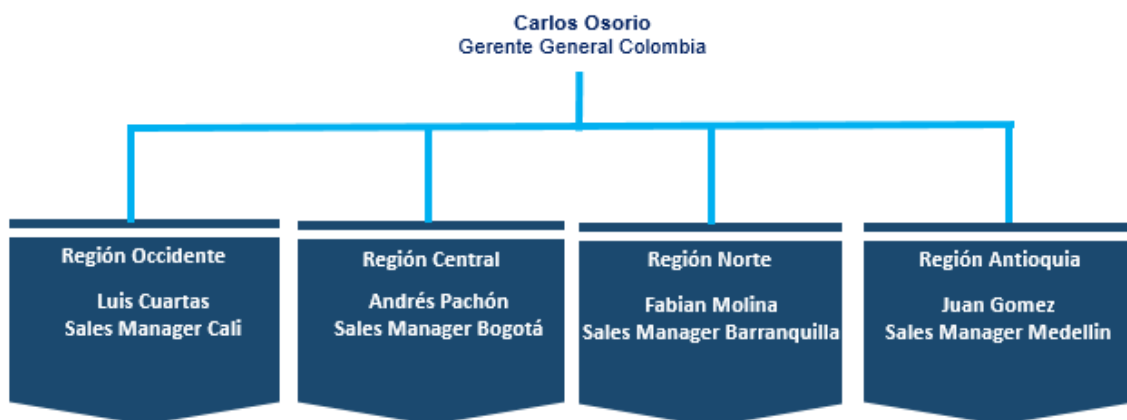 Carlos Osorio
Gerente General Colombia
Región Occidente
Luis Cuartas
Sales Manager Cali
Región Central
Andrés Pachón
Sales Manager Bogotá
Región Norte
Fabian Molina
Sales Manager Barranquilla
Región Antioquia
Juan Gomez
Sales Manager Medellin